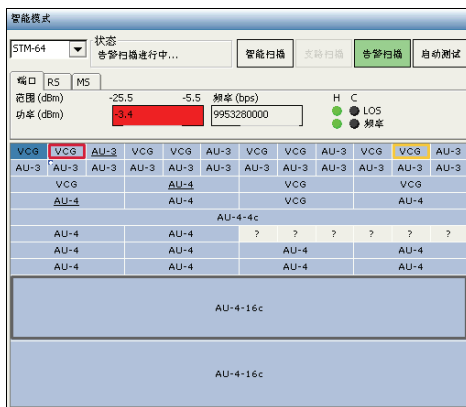 智能模式
STM-64
状态
告警扫描进行中...
智能扫描 支路扫描 告警扫描 自动测试
端口 RS MS
范围 (dBm) -25.5 -5.5 频率 (bps) H C
功率 (dBm) -3.4 9953280000 LOS
频率
VCG VCG AU-3 VCG VCG AU-3 VCG VCG AU-3 VCG VCG AU-3
AU-3 AU-3 AU-3 AU-3 AU-3 AU-3 AU-3 AU-3 AU-3 AU-3 AU-3 AU-3
VCG AU-4 VCG VCG
AU-4 AU-4 VCG AU-4
AU-4-4c
AU-4 AU-4 ? ? ? ? ? ?
AU-4 AU-4 AU-4 AU-4
AU-4 AU-4 AU-4 AU-4
AU-4-16c
AU-4-16c